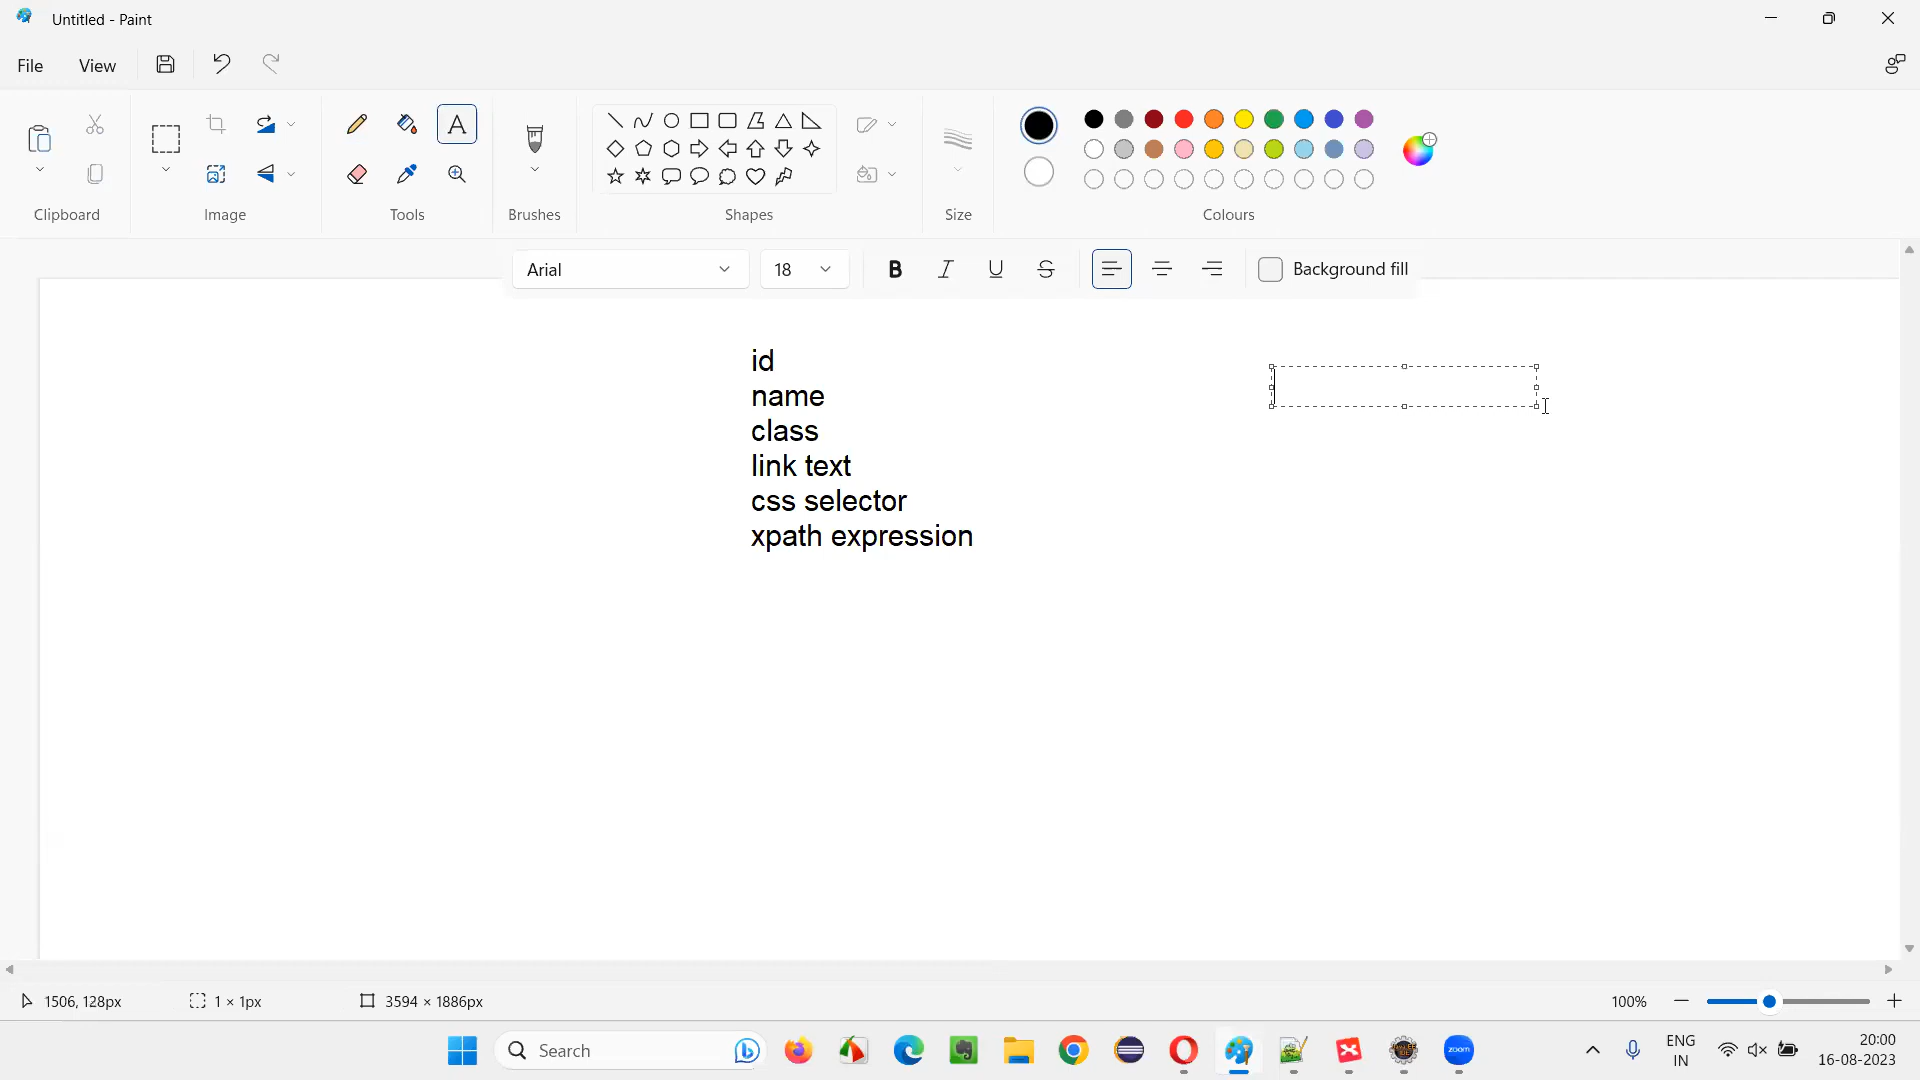 Untitled - Paint
File
View
Clipboard
Image
Tools
Brushes
Shapes
Size
Colours
Arial
18
B
I
U
S
Background fill
id
name
class
link text
css selector
xpath expression
1506, 128px
1 × 1px
3594 × 1886px
100%
Search
zoom
ENG
IN
20:00
16-08-2023